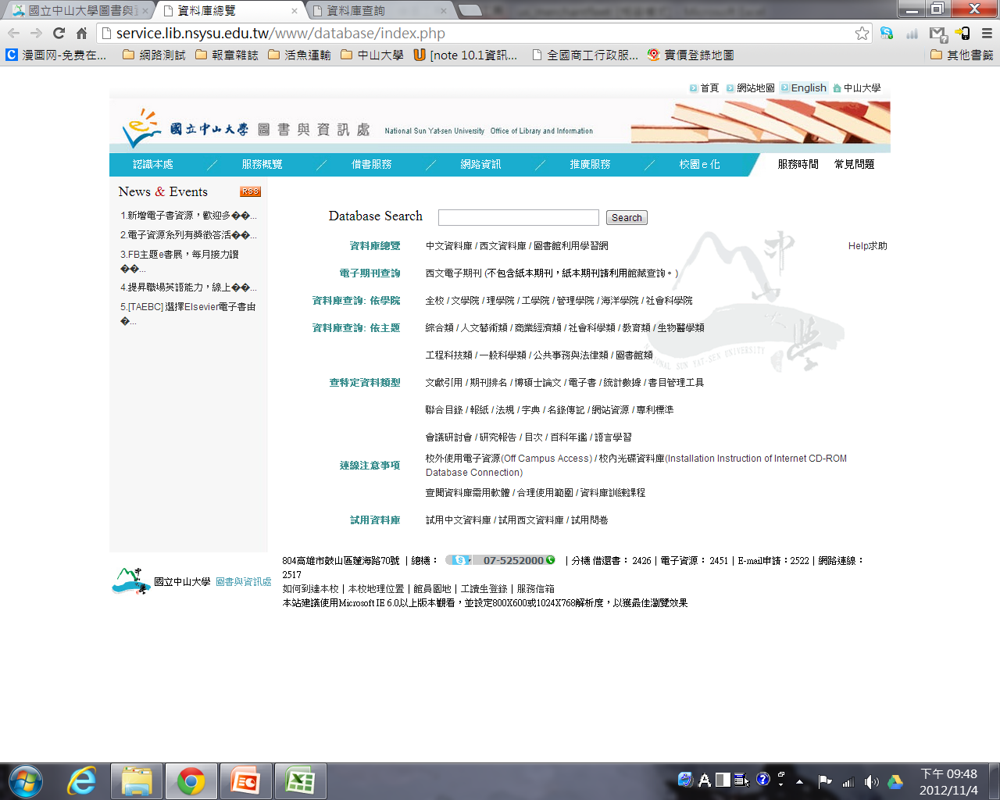 國立中山大學圖書與資
資料庫總覽
資料庫查詢
service.lib.nsysu.edu.tw/www/database/index.php
漫画网-免费在...
網路測試
報章雜誌
活魚運輸
中山大學
[note 10.1資訊...
全國商工行政服...
實價登錄地圖
其他書籤
首頁
網站地圖
English
中山大學
國立中山大學 圖書與資訊處 National Sun Yat-sen University Office of Library and Information
認識本處
服務概覽
借書服務
網路資訊
推廣服務
校園 e 化
服務時間
常見問題
News & Events RSS
1.新增電子書資源，歡迎多��...
2.電子資源系列有獎徵答活��...
3.FB主題e書展，每月接力讚
��...
4.提昇職場英語能力，線上��...
5.[TAEBC] 選擇Elsevier電子書由
�...
Database Search Search
資料庫總覽 中文資料庫 / 西文資料庫 / 圖書館利用學習網 Help求助
電子期刊查詢 西文電子期刊 (不包含紙本期刊，紙本期刊請利用館藏查詢。)
資料庫查詢: 依學院 全校 / 文學院 / 理學院 / 工學院 / 管理學院 / 海洋學院 / 社會科學院
資料庫查詢: 依主題 綜合類 / 人文藝術類 / 商業經濟類 / 社會科學類 / 教育類 / 生物醫學類
工程科技類 / 一般科學類 / 公共事務與法律類 / 圖書館類
查特定資料類型 文獻引用 / 期刊排名 / 博碩士論文 / 電子書 / 統計數據 / 書目管理工具
聯合目錄 / 報紙 / 法規 / 字典 / 名錄傳記 / 網站資源 / 專利標準
會議研討會 / 研究報告 / 目次 / 百科年鑑 / 語言學習
連線注意事項 校外使用電子資源(Off Campus Access) / 校內光碟資料庫(Installation Instruction of Internet CD-ROM
Database Connection)
查閱資料庫需用軟體 / 合理使用範圍 / 資料庫訓練課程
試用資料庫 試用中文資料庫 / 試用西文資料庫 / 試用問卷
國立中山大學 圖書與資訊處
804高雄市鼓山區蓮海路70號 | 總機： 07-5252000 | 分機 借還書： 2426 | 電子資源： 2451 | E-mail申請：2522 | 網路連線：
2517
如何到達本校 | 本校地理位置 | 館員園地 | 工讀生登錄 | 服務信箱
本站建議使用Microsoft IE 6.0以上版本觀看，並設定800X600或1024X768解析度，以獲最佳瀏覽效果
下午 09:48
2012/11/4